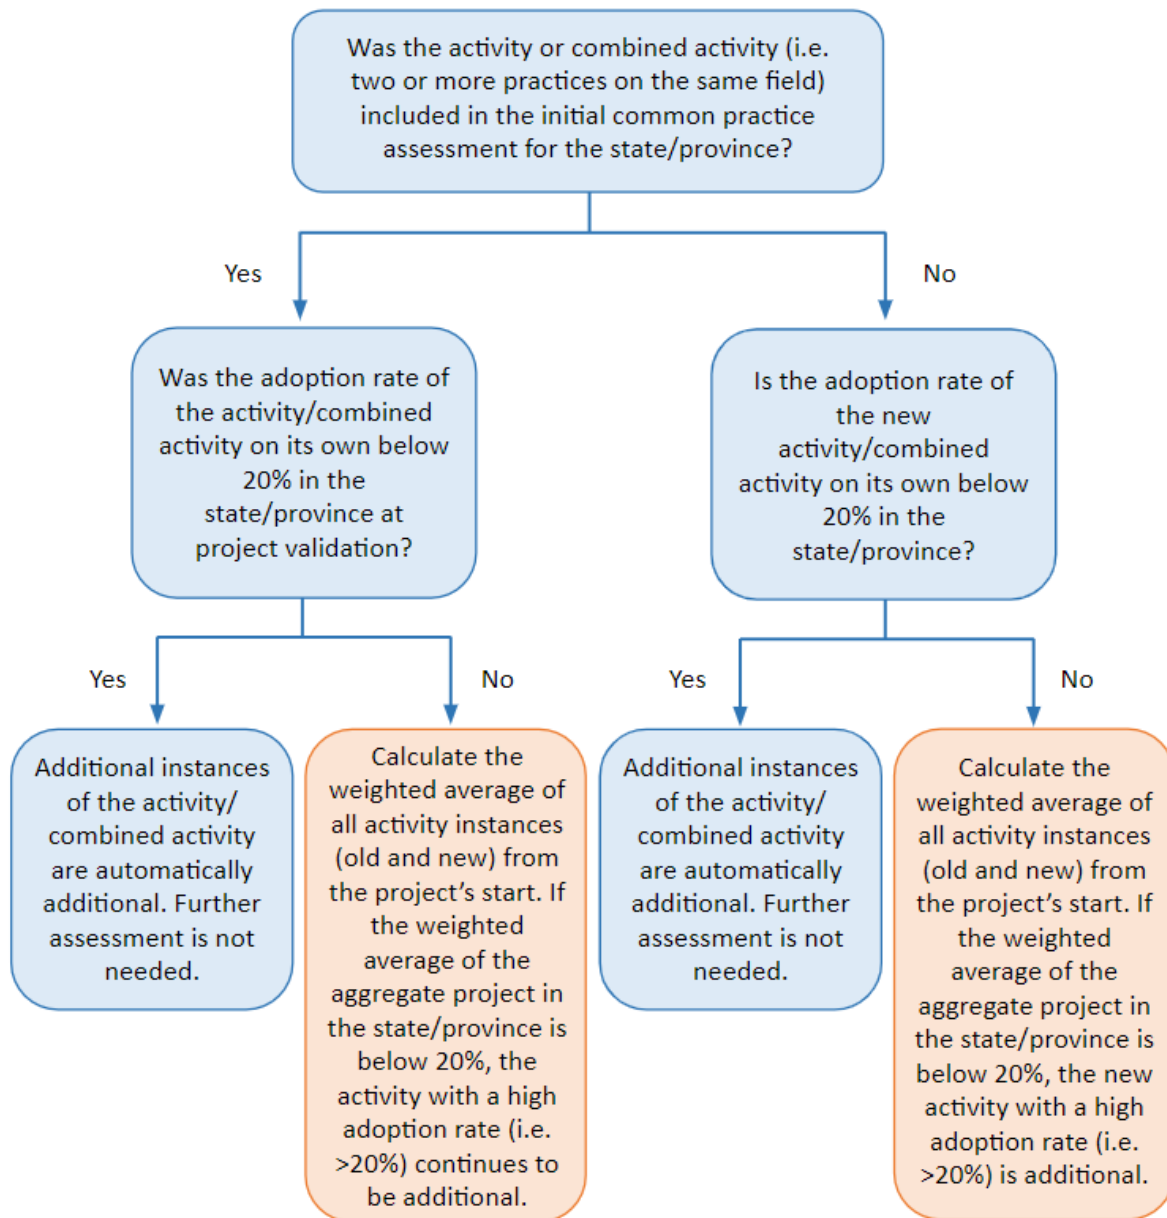 Was the activity or combined activity (i.e.
two or more practices on the same field)
included in the initial common practice
assessment for the state/province?
Yes
No
Was the adoption rate of
the activity/combined
activity on its own below
20% in the
state/province at
project validation?
Is the adoption rate of
the new
activity/combined
activity on its own below
20% in the
state/province?
Yes
No
Yes
No
Additional instances
of the activity/
combined activity
are automatically
additional. Further
assessment is not
needed.
Calculate the
weighted average of
all activity instances
(old and new) from
the project's start. If
the weighted
average of the
aggregate project in
the state/province is
below 20%, the
activity with a high
adoption rate (i.e.
>20%) continues to
be additional.
Additional instances
of the activity/
combined activity
are automatically
additional. Further
assessment is not
needed.
Calculate the
weighted average of
all activity instances
(old and new) from
the project's start. If
the weighted
average of the
aggregate project in
the state/province is
below 20%, the new
activity with a high
adoption rate (i.e.
>20%) is additional.